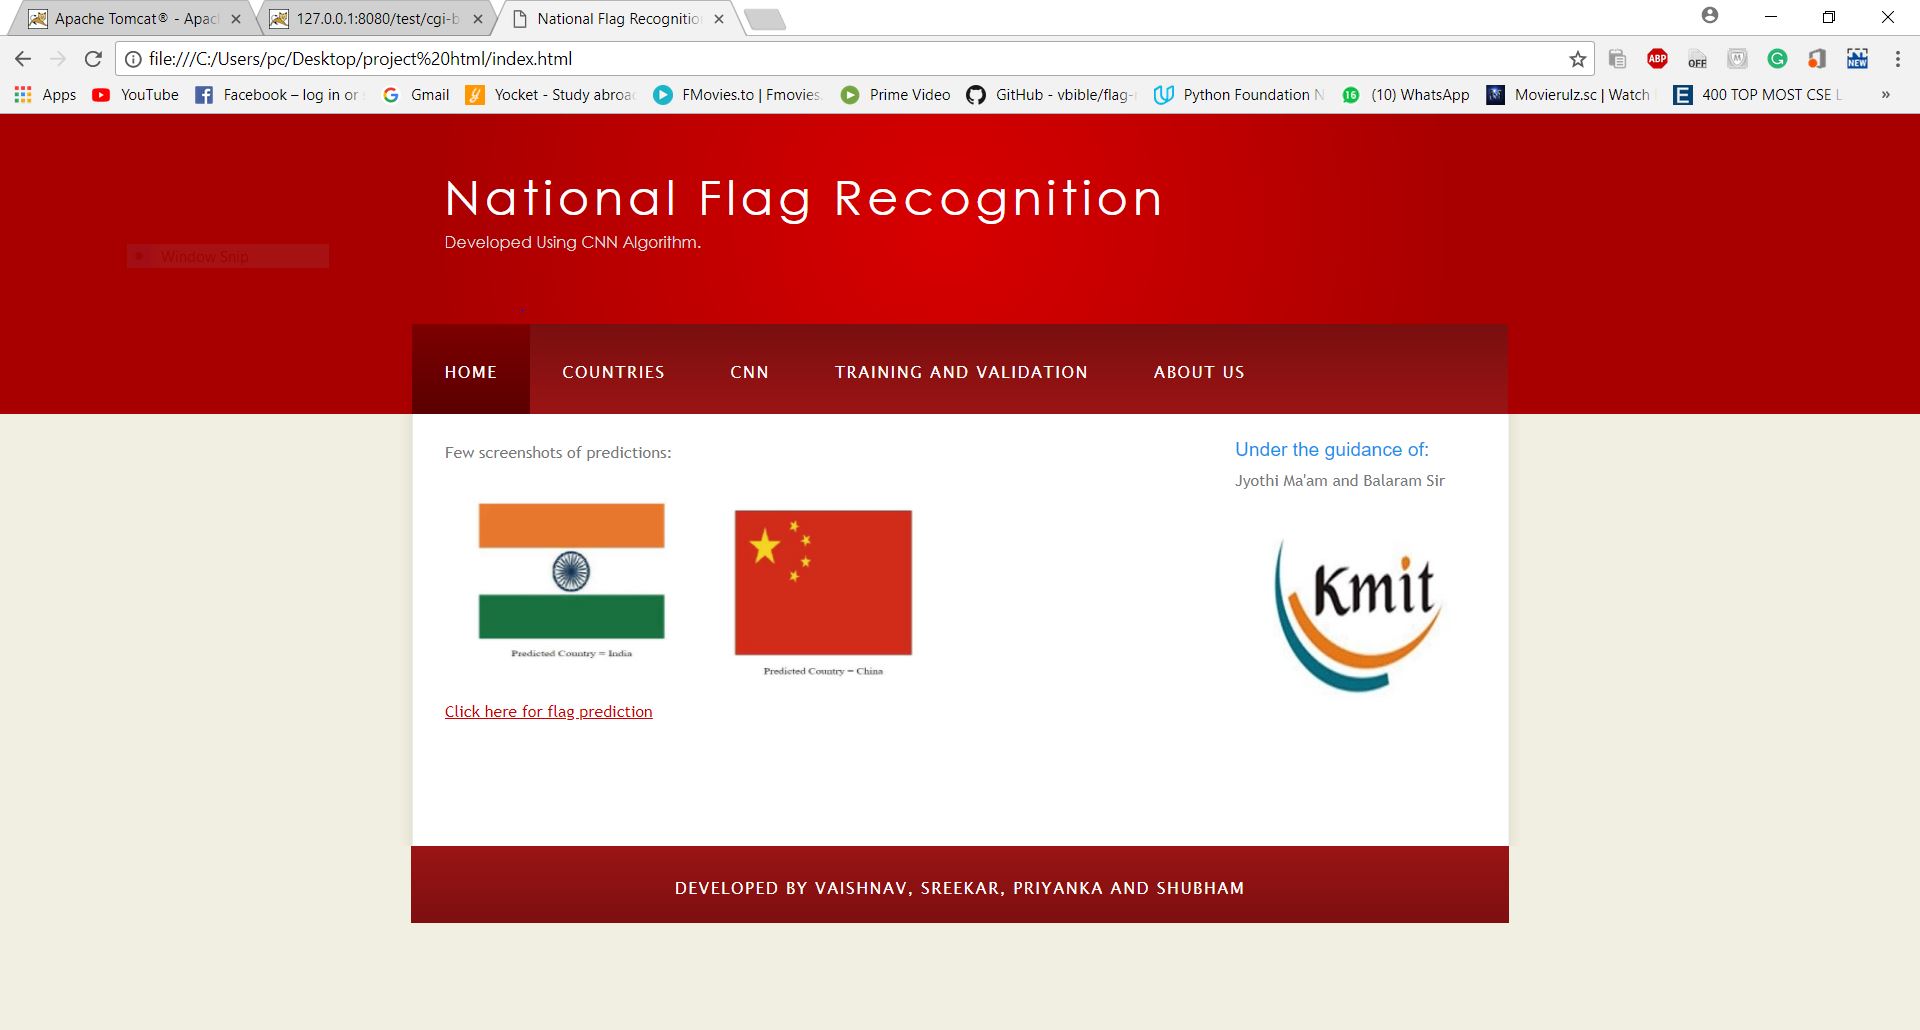 Apache Tomcat® - Apac
127.0.0.1:8080/test/cgi-b
National Flag Recognitio
file:///C:/Users/pc/Desktop/project%20html/index.html
ABP
OFF
NEW
Apps YouTube Facebook – log in or Gmail Yocket - Study abroa FMovies.to | Fmovies. Prime Video GitHub - vbible/flag- Python Foundation N (10) WhatsApp Movierulz.sc | Watch 400 TOP MOST CSE L »
National Flag Recognition
Developed Using CNN Algorithm.
Window Snip
HOME COUNTRIES CNN TRAINING AND VALIDATION ABOUT US
Few screenshots of predictions:
Predicted Country = India
Predicted Country = China
Click here for flag prediction
Under the guidance of:
Jyothi Ma'am and Balaram Sir
Kmit
DEVELOPED BY VAISHNAV, SREEKAR, PRIYANKA AND SHUBHAM